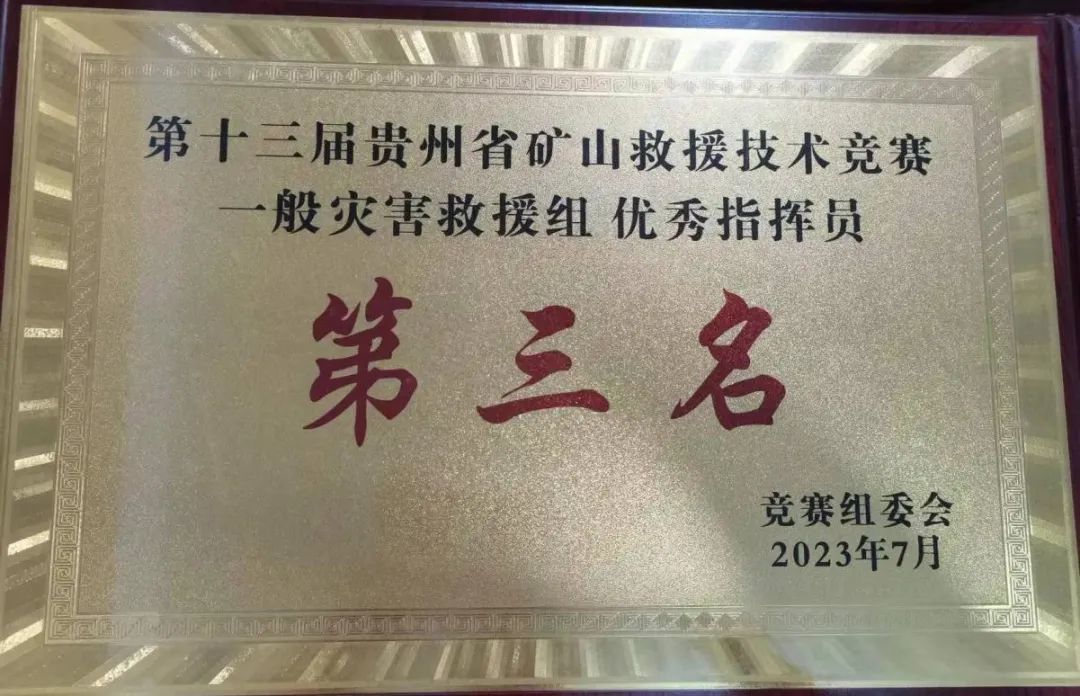 第十三届贵州省矿山救援技术竞赛
一般灾害救援组 优秀指挥员
第三名
竞赛组委会
2023年7月